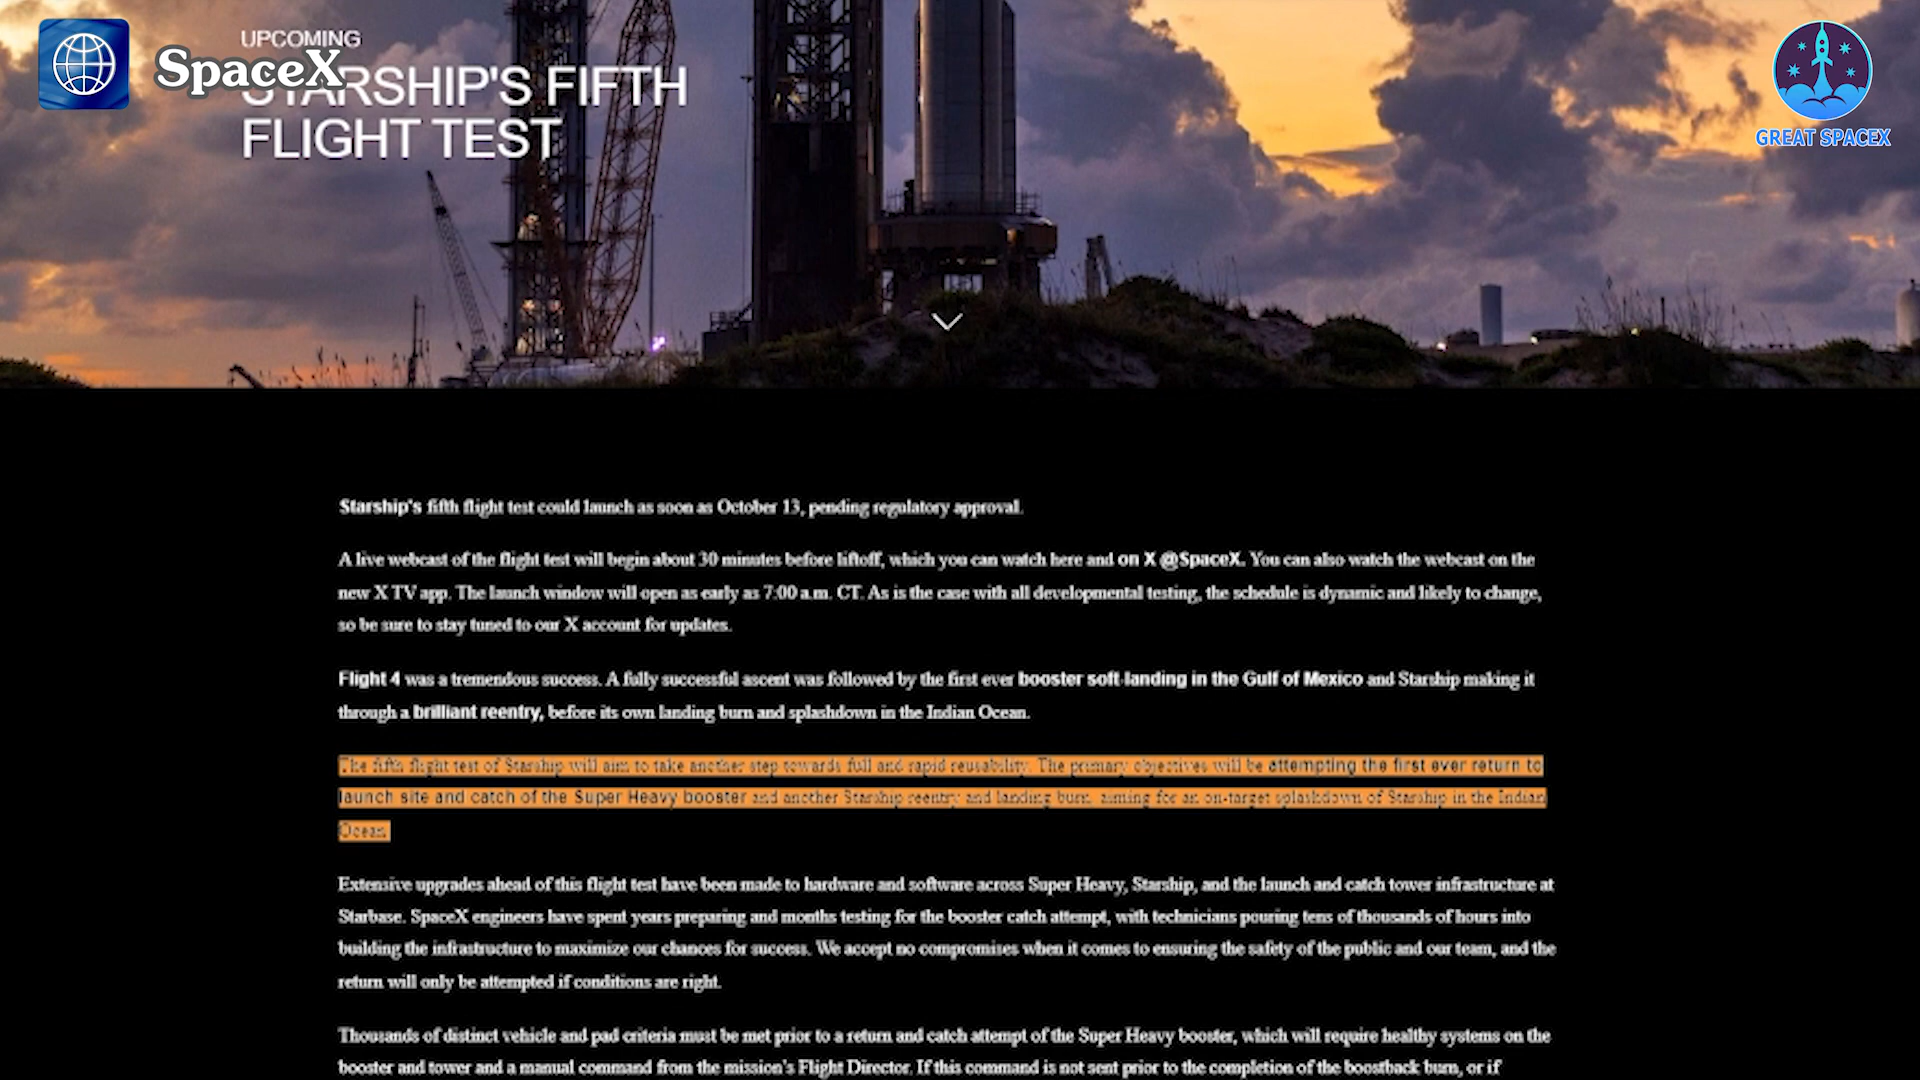 UPCOMING
SpaceX
STARSHIP'S FIFTH
FLIGHT TEST
GREAT SPACEX
Starship's fifth flight test could launch as soon as October 13, pending regulatory approval.
A live webcast of the flight test will begin about 30 minutes before liftoff, which you can watch here and on X @SpaceX. You can also watch the webcast on the
new X TV app. The launch window will open as early as 7:00 a.m. CT. As is the case with all developmental testing, the schedule is dynamic and likely to change,
so be sure to stay tuned to our X account for updates.
Flight 4 was a tremendous success. A fully successful ascent was followed by the first ever booster soft-landing in the Gulf of Mexico and Starship making it
through a brilliant reentry, before its own landing burn and splashdown in the Indian Ocean.
The fifth flight test of Starship will aim to take another step towards full and rapid reusability. The primary objectives will be attempting the first ever return to
launch site and catch of the Super Heavy booster and another Starship reentry and landing burn, aiming for an on-target splashdown of Starship in the Indian
Ocean.
Extensive upgrades ahead of this flight test have been made to hardware and software across Super Heavy, Starship, and the launch and catch tower infrastructure at
Starbase. SpaceX engineers have spent years preparing and months testing for the booster catch attempt, with technicians pouring tens of thousands of hours into
building the infrastructure to maximize our chances for success. We accept no compromises when it comes to ensuring the safety of the public and our team, and the
return will only be attempted if conditions are right.
Thousands of distinct vehicle and pad criteria must be met prior to a return and catch attempt of the Super Heavy booster, which will require healthy systems on the
booster and tower and a manual command from the mission's Flight Director. If this command is not sent prior to the completion of the boostback burn, or if